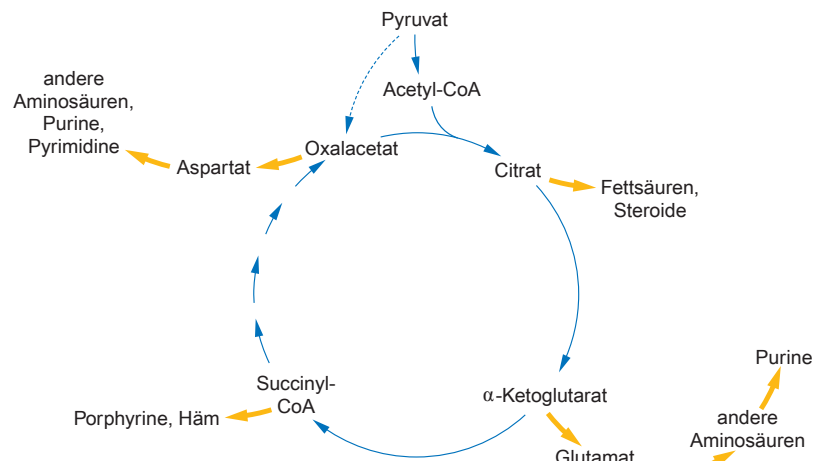 Pyruvat
Acetyl-CoA
andere
Aminosäuren,
Purine,
Pyrimidine
Aspartat
Oxalacetat
Citrat
Fettsäuren,
Steroide
Purine
Succinyl-
CoA
α-Ketoglutarat
Porphyrine, Häm
andere
Aminosäuren
Glutamat